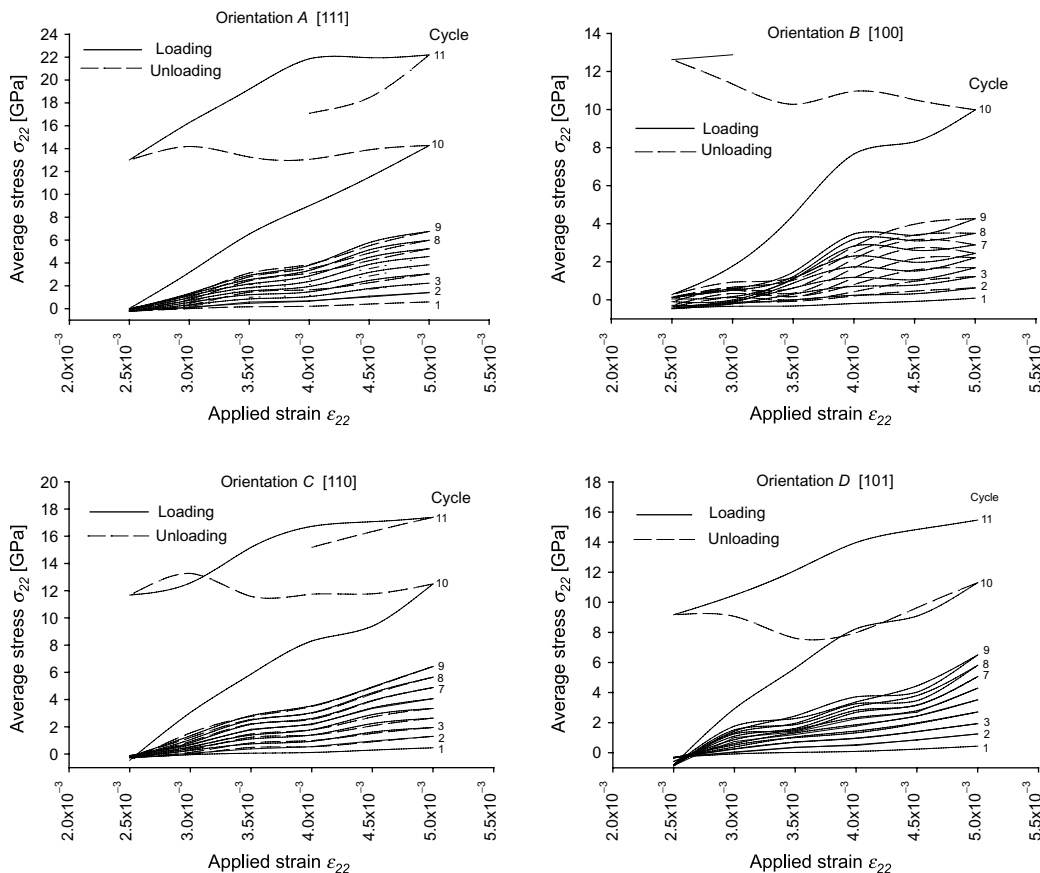 Orientation A [111]
Cycle
Loading
Unloading
24
22
20
18
16
14
12
10
8
6
4
2
0
11
10
9
8
3
2
1
Average stress σ22 [GPa]
2.0x10−3
2.5x10−3
3.0x10−3
3.5x10−3
4.0x10−3
4.5x10−3
5.0x10−3
5.5x10−3
Applied strain ε22
Orientation B [100]
Cycle
Loading
Unloading
14
12
10
8
6
4
2
0
10
9
8
7
3
2
1
Average stress σ22 [GPa]
2.0x10−3
2.5x10−3
3.0x10−3
3.5x10−3
4.0x10−3
4.5x10−3
5.0x10−3
5.5x10−3
Applied strain ε22
Orientation C [110]
Cycle
Loading
Unloading
20
18
16
14
12
10
8
6
4
2
0
11
10
9
8
7
3
2
1
Average stress σ22 [GPa]
2.0x10−3
2.5x10−3
3.0x10−3
3.5x10−3
4.0x10−3
4.5x10−3
5.0x10−3
5.5x10−3
Applied strain ε22
Orientation D [101]
Cycle
Loading
Unloading
18
16
14
12
10
8
6
4
2
0
11
10
9
8
7
3
2
1
Average stress σ22 [GPa]
2.0x10−3
2.5x10−3
3.0x10−3
3.5x10−3
4.0x10−3
4.5x10−3
5.0x10−3
5.5x10−3
Applied strain ε22